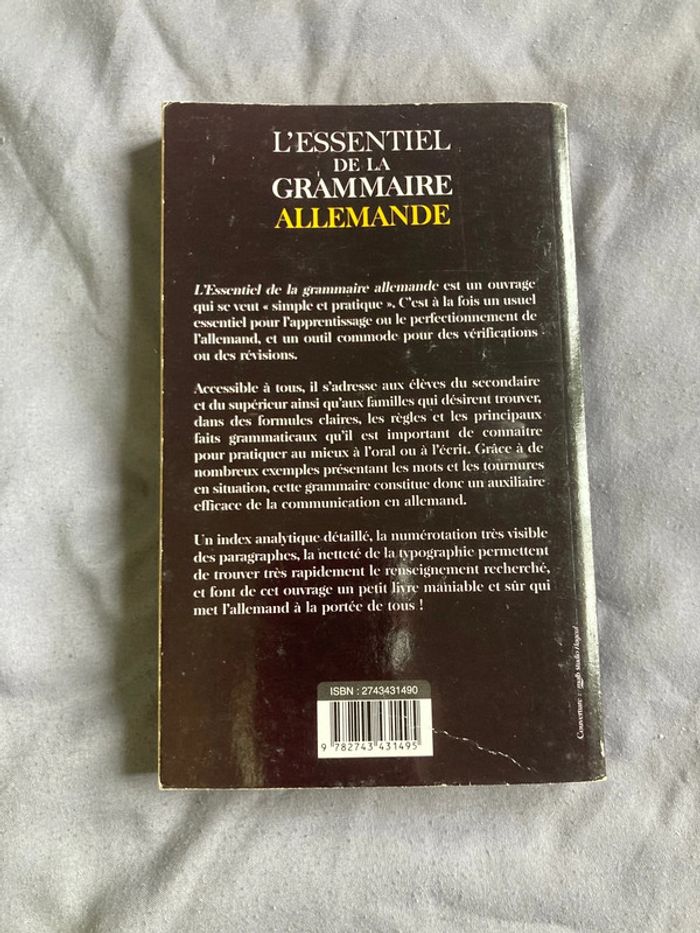 L'ESSENTIEL
DE LA
GRAMMAIRE
ALLEMANDE
L'Essentiel de la grammaire allemande est un ouvrage
qui se veut « simple et pratique ». C'est à la fois un usuel
essentiel pour l'apprentissage ou le perfectionnement de
l'allemand, et un outil commode pour des vérifications
ou des révisions.
Accessible à tous, il s'adresse aux élèves du secondaire
et du supérieur ainsi qu'aux familles qui désirent trouver,
dans des formules claires, les règles et les principaux
faits grammaticaux qu'il est important de connaître
pour pratiquer au mieux à l'oral ou à l'écrit. Grâce à de
nombreux exemples présentant les mots et les tournures
en situation, cette grammaire constitue donc un auxiliaire
efficace de la communication en allemand.
Un index analytique détaillé, la numérotation très visible
des paragraphes, la netteté de la typographie permettent
de trouver très rapidement le renseignement recherché,
et font de cet ouvrage un petit livre maniable et sûr qui
met l'allemand à la portée de tous !
ISBN : 2743431490
9 782743 431495
Couverture : studio